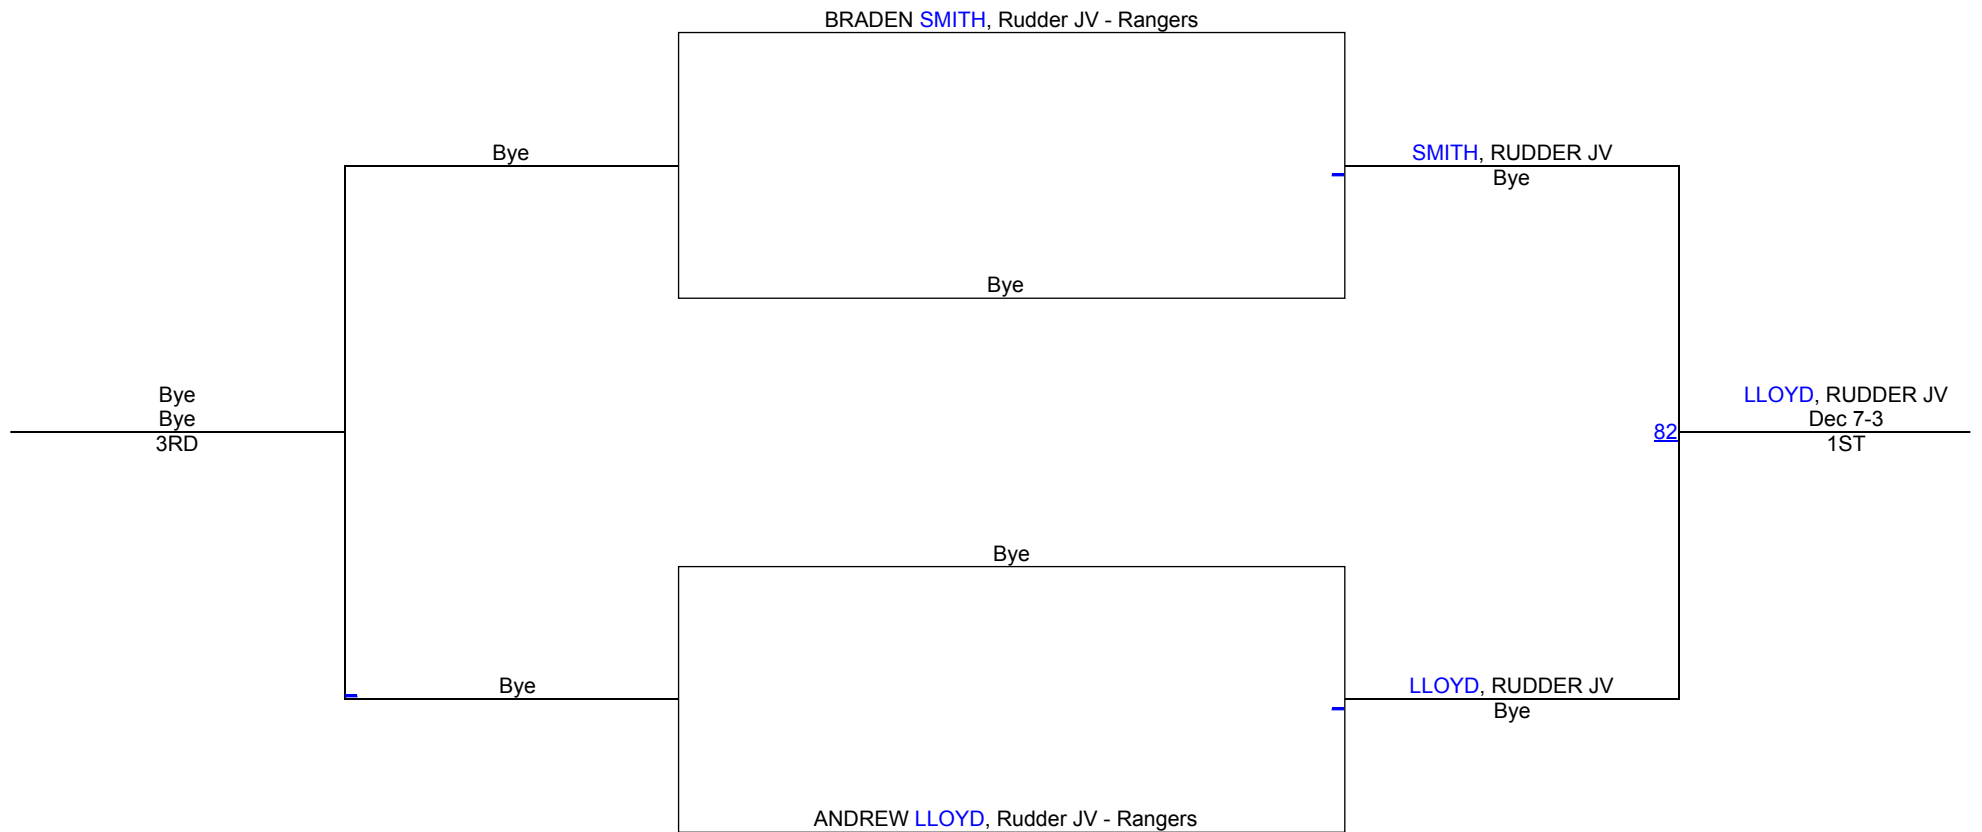 BRADEN SMITH, Rudder JV - Rangers
Bye
SMITH, RUDDER JV
Bye
Bye
Bye
Bye
3RD
LLOYD, RUDDER JV
Dec 7-3
82
1ST
Bye
Bye
LLOYD, RUDDER JV
Bye
ANDREW LLOYD, Rudder JV - Rangers